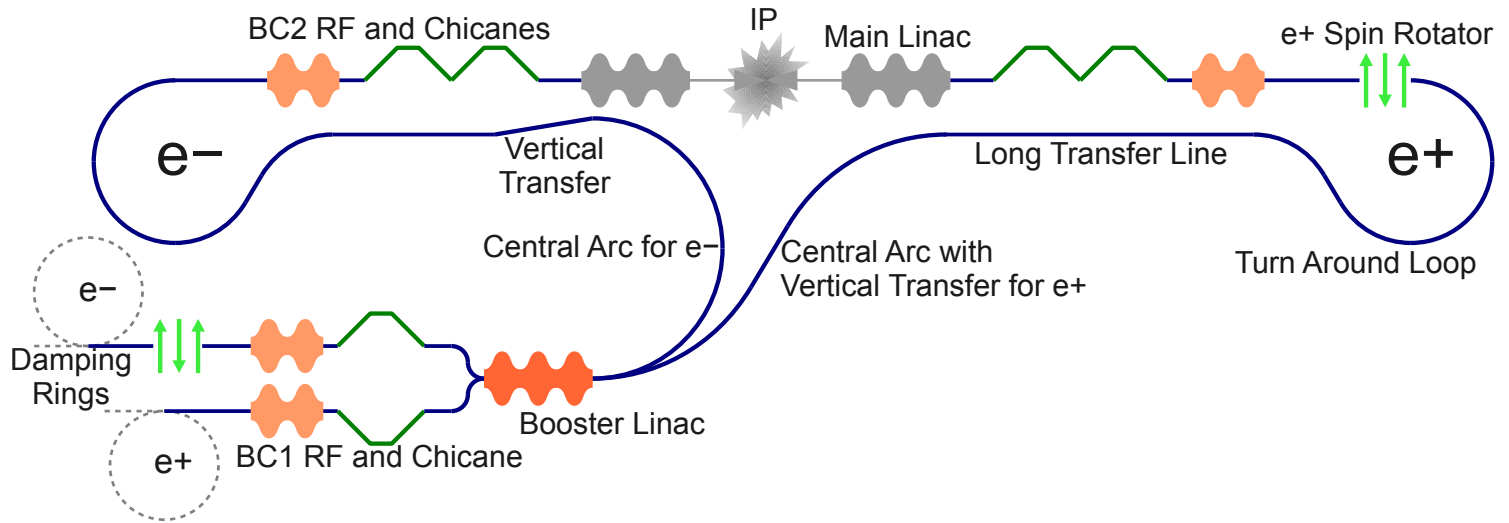 IP
BC2 RF and Chicanes
Main Linac
e+ Spin Rotator
e−
Vertical
Transfer
Long Transfer Line
e+
Central Arc for e−
Central Arc with
Vertical Transfer for e+
Turn Around Loop
e−
Damping
Rings
Booster Linac
e+
BC1 RF and Chicane